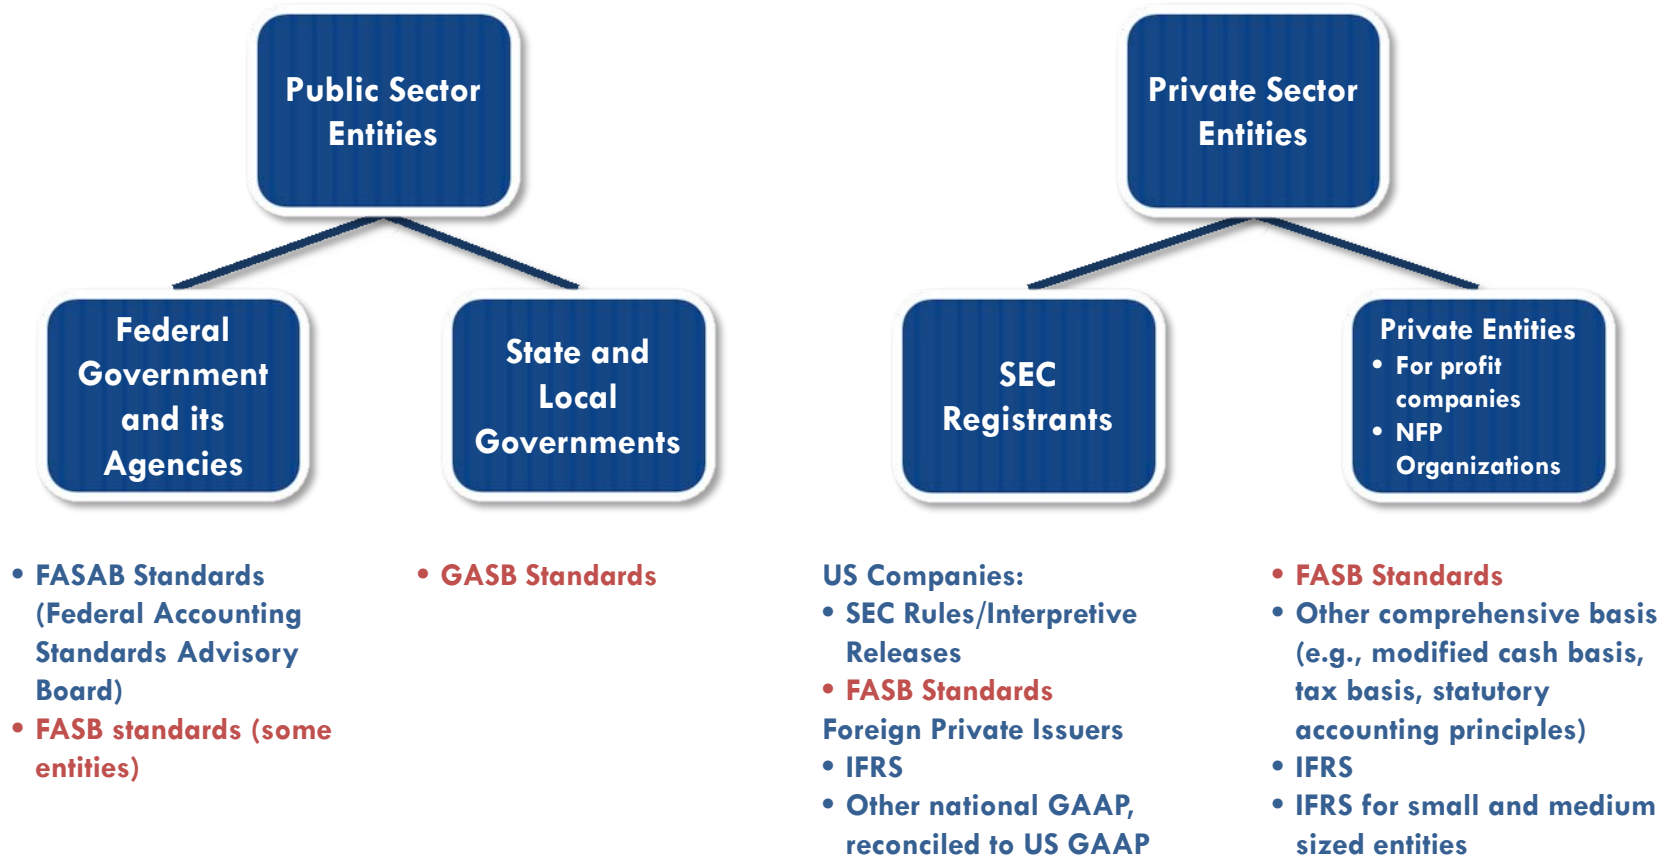 Public Sector
Entities
Private Sector
Entities
Federal
Government
and its
Agencies
State and
Local
Governments
SEC
Registrants
Private Entities
• For profit
companies
• NFP
Organizations
• FASAB Standards
(Federal Accounting
Standards Advisory
Board)
• FASB standards (some
entities)
• GASB Standards
US Companies:
• SEC Rules/Interpretive
Releases
• FASB Standards
Foreign Private Issuers
• IFRS
• Other national GAAP,
reconciled to US GAAP
• FASB Standards
• Other comprehensive basis
(e.g., modified cash basis,
tax basis, statutory
accounting principles)
• IFRS
• IFRS for small and medium
sized entities